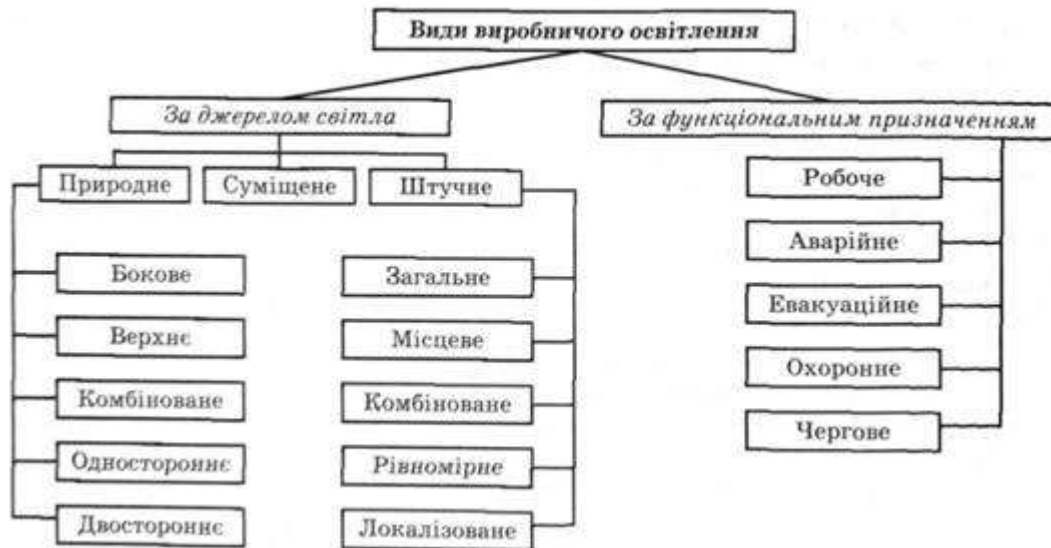 Види виробничого освітлення
За джерелом світла
За функціональним призначенням
Природне
Суміщене
Штучне
Бокове
Верхнє
Комбіноване
Одностороннє
Двостороннє
Загальне
Місцеве
Комбіноване
Рівномірне
Локалізоване
Робоче
Аварійне
Евакуаційне
Охоронне
Чергове